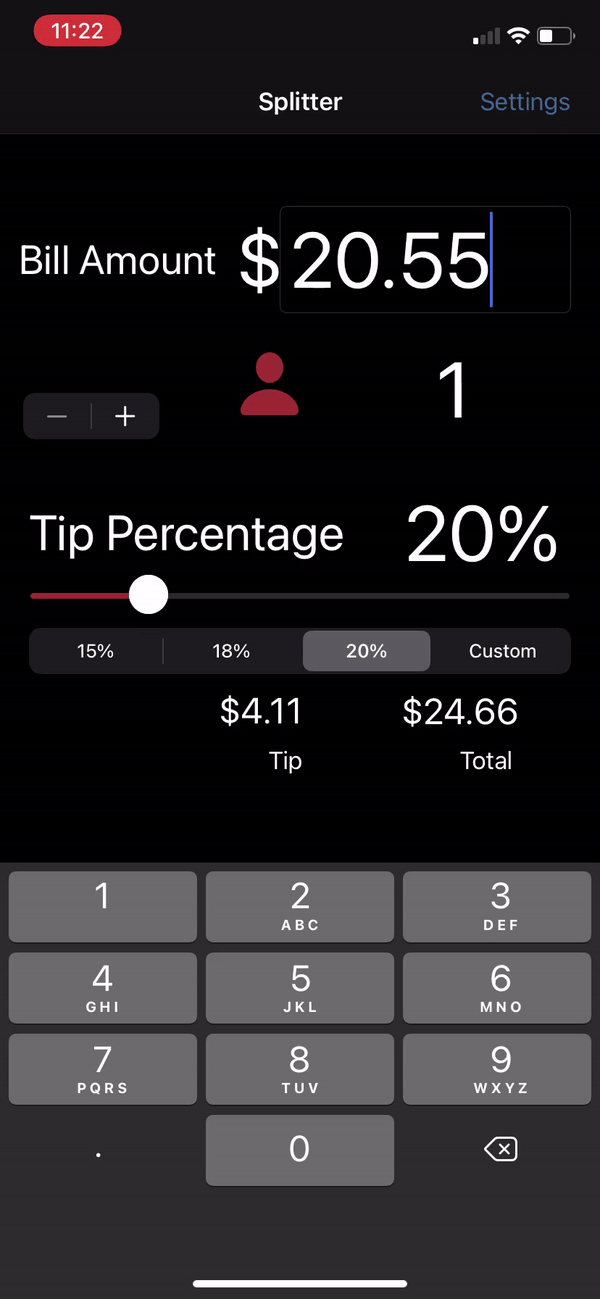 11:22
Splitter Settings
Bill Amount $20.55
− + 1
Tip Percentage 20%
15% 18% 20% Custom
$4.11 $24.66
Tip Total
1 2 3
ABC DEF
4 5 6
GHI JKL MNO
7 8 9
PQRS TUV WXYZ
. 0